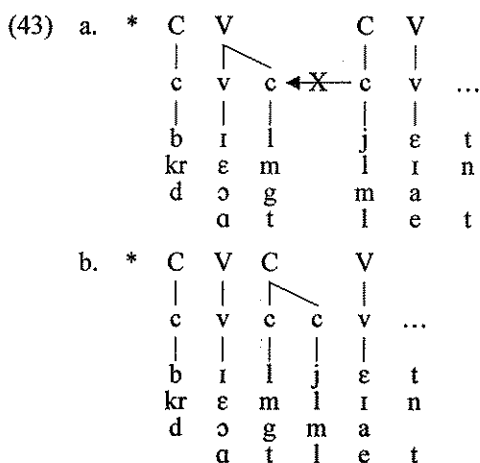 (43) a. * C V C V
c v c X c v ...
b ɪ l j ɛ t
kr ɛ m l ɪ n
d ɔ g m a
ɑ t l e t
b. * C V C V
c v c c v ...
b ɪ l j ɛ t
kr ɛ m l ɪ n
d ɔ g m a
ɑ t l e t